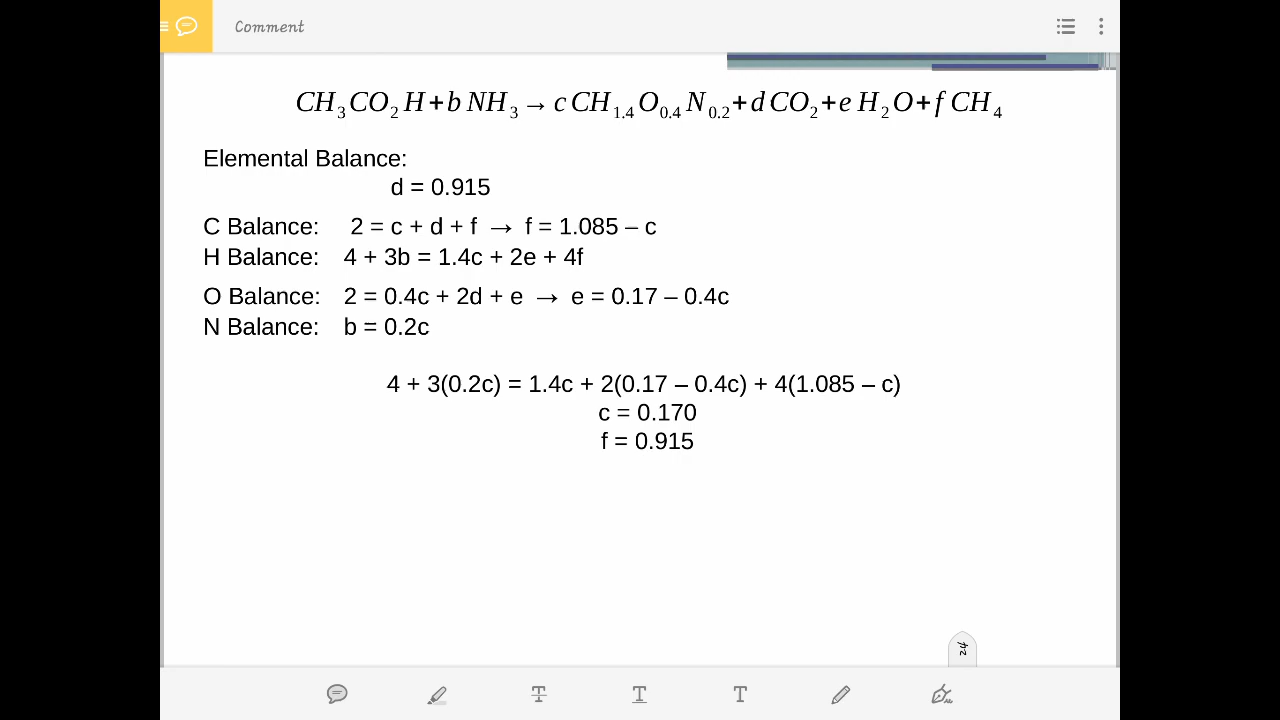 Comment
CH3CO2H+b NH3→c CH1.4O0.4N0.2+d CO2+e H2O+f CH4
Elemental Balance:
d = 0.915
C Balance: 2 = c + d + f → f = 1.085 – c
H Balance: 4 + 3b = 1.4c + 2e + 4f
O Balance: 2 = 0.4c + 2d + e → e = 0.17 – 0.4c
N Balance: b = 0.2c
4 + 3(0.2c) = 1.4c + 2(0.17 – 0.4c) + 4(1.085 – c)
c = 0.170
f = 0.915
24